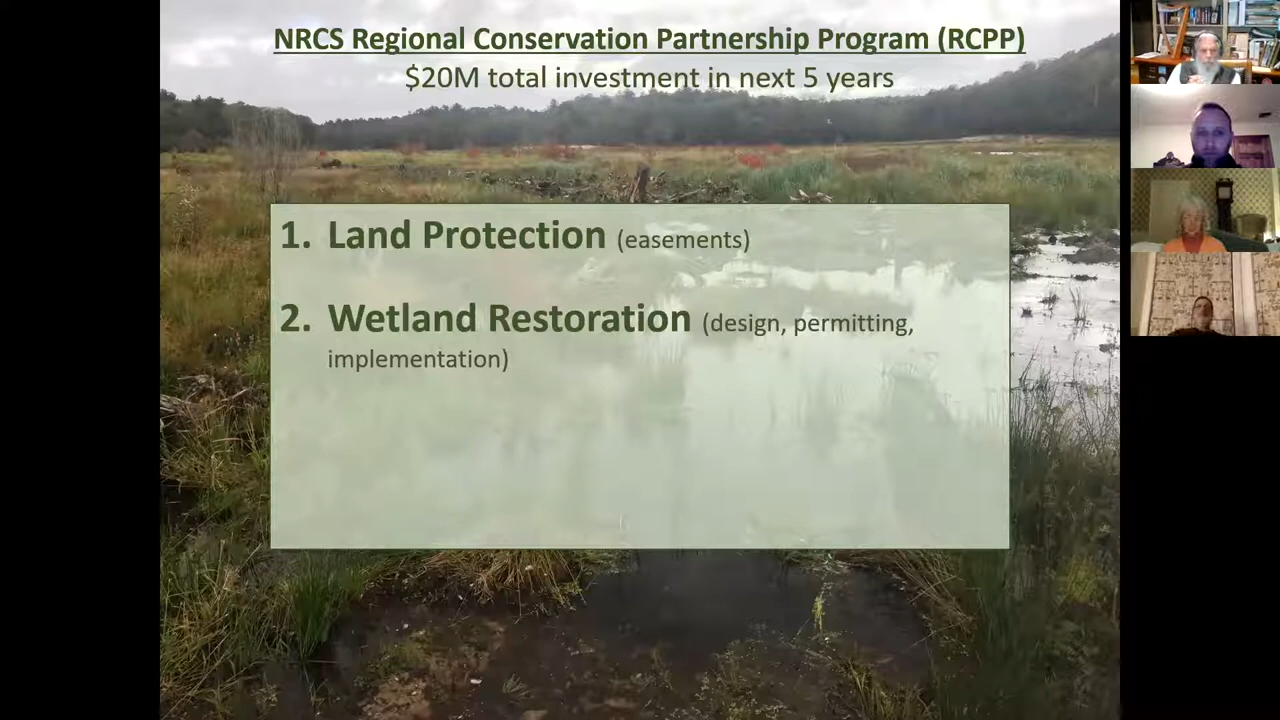 NRCS Regional Conservation Partnership Program (RCPP)
$20M total investment in next 5 years
1. Land Protection (easements)
2. Wetland Restoration (design, permitting,
implementation)